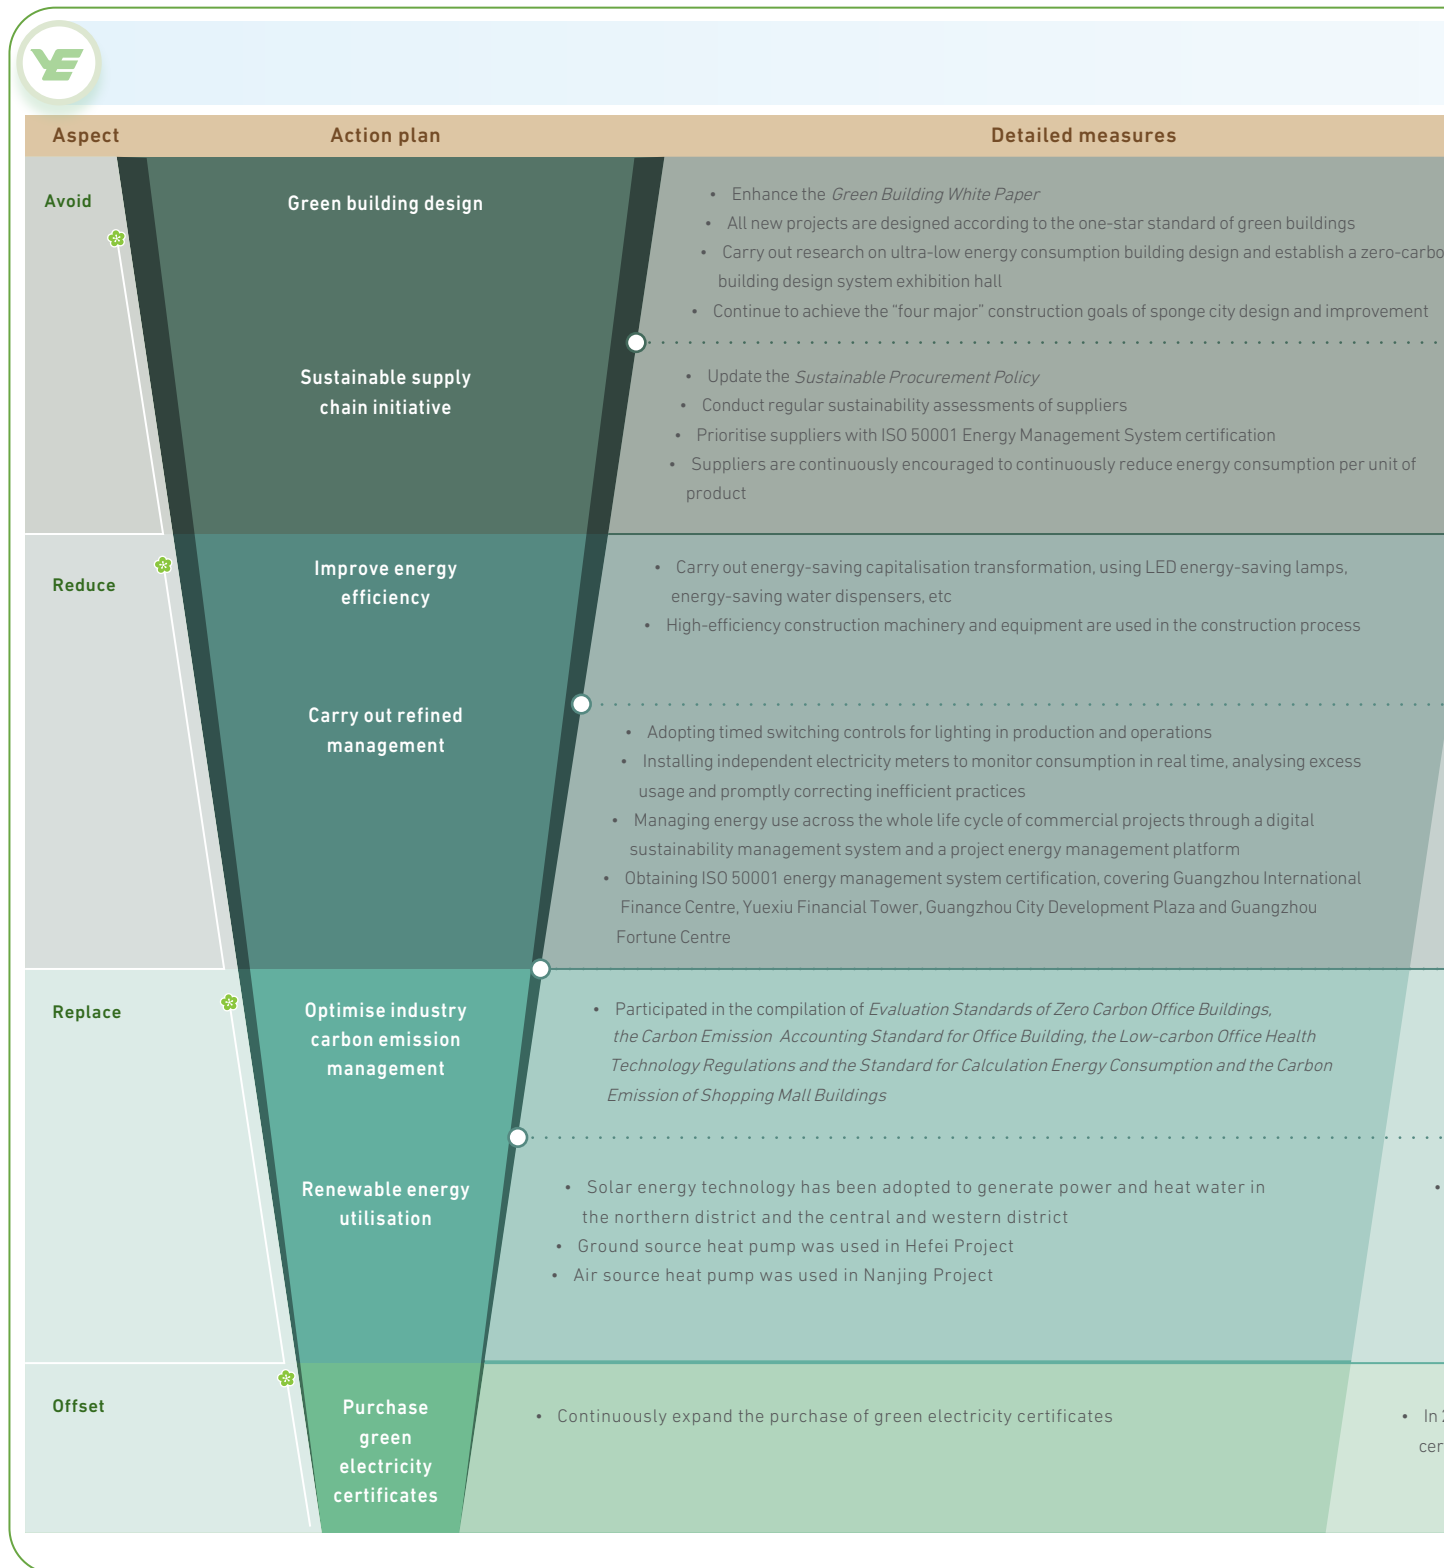 Aspect
Action plan
Detailed measures
Avoid
Green building design
• Enhance the Green Building White Paper
• All new projects are designed according to the one-star standard of green buildings
• Carry out research on ultra-low energy consumption building design and establish a zero-carbo
building design system exhibition hall
• Continue to achieve the “four major” construction goals of sponge city design and improvement
Sustainable supply
chain initiative
• Update the Sustainable Procurement Policy
• Conduct regular sustainability assessments of suppliers
• Prioritise suppliers with ISO 50001 Energy Management System certification
• Suppliers are continuously encouraged to continuously reduce energy consumption per unit of
product
Reduce
Improve energy
efficiency
• Carry out energy-saving capitalisation transformation, using LED energy-saving lamps,
energy-saving water dispensers, etc
• High-efficiency construction machinery and equipment are used in the construction process
Carry out refined
management
• Adopting timed switching controls for lighting in production and operations
• Installing independent electricity meters to monitor consumption in real time, analysing excess
usage and promptly correcting inefficient practices
• Managing energy use across the whole life cycle of commercial projects through a digital
sustainability management system and a project energy management platform
• Obtaining ISO 50001 energy management system certification, covering Guangzhou International
Finance Centre, Yuexiu Financial Tower, Guangzhou City Development Plaza and Guangzhou
Fortune Centre
Replace
Optimise industry
carbon emission
management
• Participated in the compilation of Evaluation Standards of Zero Carbon Office Buildings,
the Carbon Emission Accounting Standard for Office Building, the Low-carbon Office Health
Technology Regulations and the Standard for Calculation Energy Consumption and the Carbon
Emission of Shopping Mall Buildings
Renewable energy
utilisation
• Solar energy technology has been adopted to generate power and heat water in
the northern district and the central and western district
• Ground source heat pump was used in Hefei Project
• Air source heat pump was used in Nanjing Project
•
Offset
Purchase
green
electricity
certificates
• Continuously expand the purchase of green electricity certificates
• In
cer